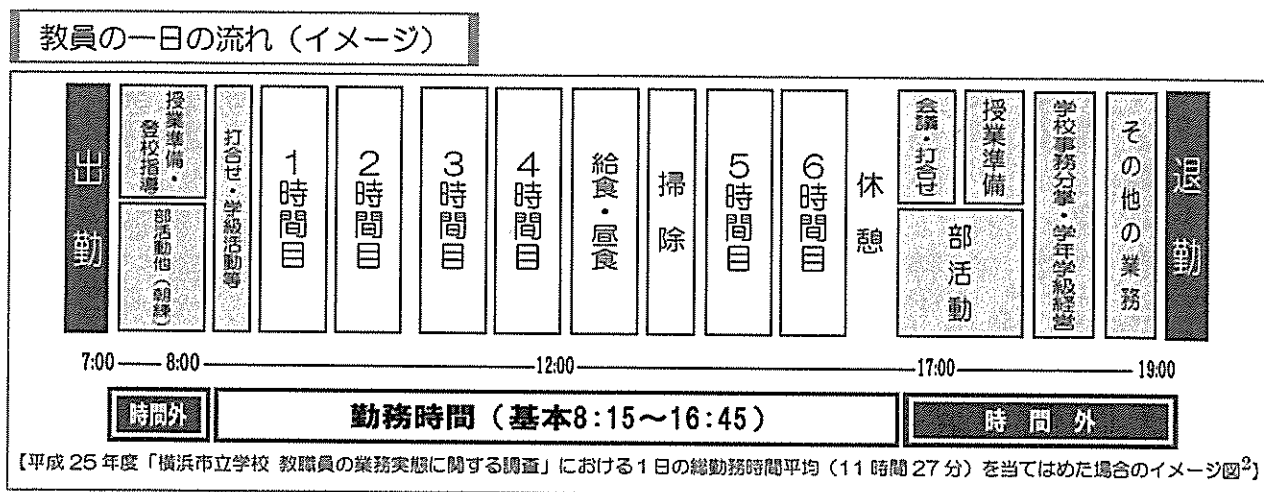 教員の一日の流れ（イメージ）
出勤
授業準備・
登校指導
部活動他（朝練）
打合せ・学級活動等
1時間目
2時間目
3時間目
4時間目
給食・昼食
掃除
5時間目
6時間目
休憩
会議・打合せ
授業準備
部活動
学校事務分掌・学年学級経営
その他の業務
退勤
7:00 8:00 12:00 17:00 19:00
時間外
勤務時間（基本8:15～16:45）
時間外
【平成25年度「横浜市立学校 教職員の業務実態に関する調査」における1日の総勤務時間平均（11時間27分）を当てはめた場合のイメージ図2】